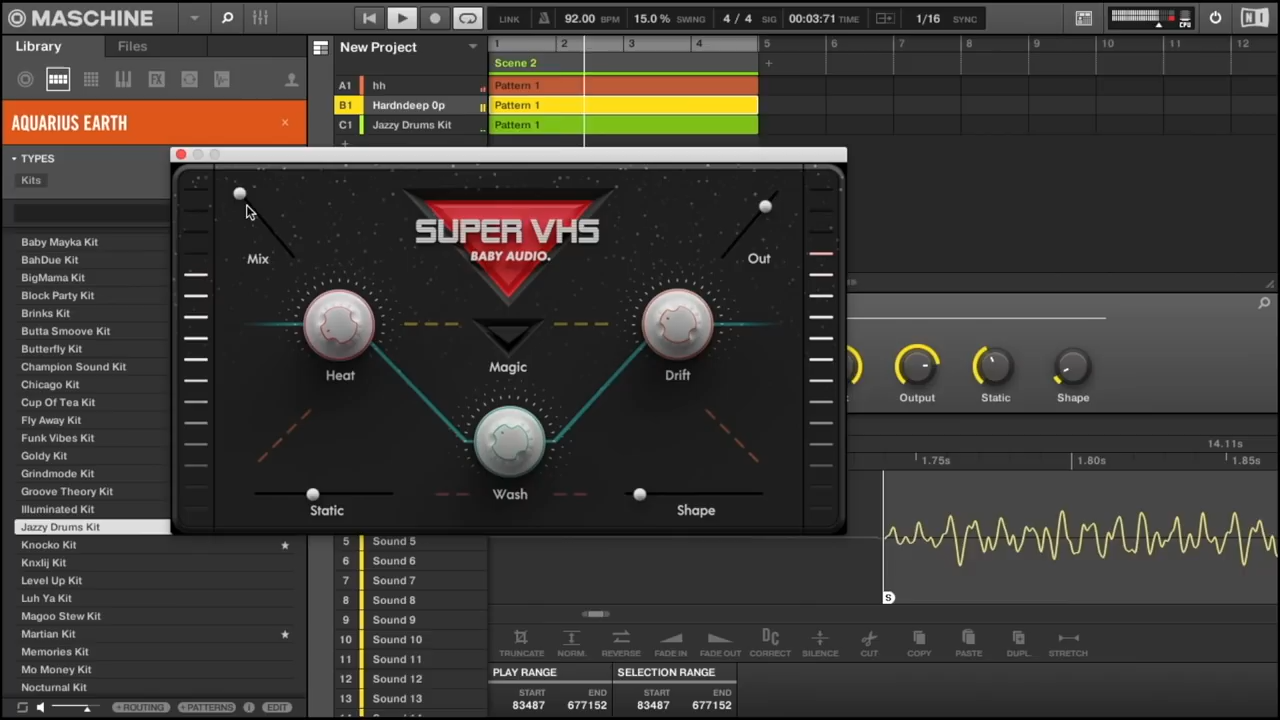 MASCHINE
LINK
92.00 BPM
15.0 % SWING
4 / 4 SIG
00:03:71 TIME
1/16 SYNC
CPU
Library
Files
New Project
1 2 3 4 5 6 7 8 9 10 11 12
Scene 2 +
A1 hh Pattern 1
B1 Hardndeep 0p Pattern 1
C1 Jazzy Drums Kit Pattern 1
+
FX
AQUARIUS EARTH ×
TYPES
Kits
Baby Mayka Kit
BahDue Kit
BigMama Kit
Block Party Kit
Brinks Kit
Butta Smoove Kit
Butterfly Kit
Champion Sound Kit
Chicago Kit
Cup Of Tea Kit
Fly Away Kit
Funk Vibes Kit
Goldy Kit
Grindmode Kit
Groove Theory Kit
Illuminated Kit
Jazzy Drums Kit
Knocko Kit
Knxlij Kit
Level Up Kit
Luh Ya Kit
Magoo Stew Kit
Martian Kit
Memories Kit
Mo Money Kit
Nocturnal Kit
+ROUTING
+PATTERNS
i
EDIT
SUPER VHS
BABY AUDIO.
Mix
Out
Heat
Magic
Drift
Wash
Static
Shape
Output
Static
Shape
14.11s
1.75s
1.80s
1.85s
S
5 Sound 5
6 Sound 6
7 Sound 7
8 Sound 8
9 Sound 9
10 Sound 10
11 Sound 11
12 Sound 12
13 Sound 13
DC
TRUNCATE
NORM.
REVERSE
FADE IN
FADE OUT
CORRECT
SILENCE
CUT
COPY
PASTE
DUPL.
STRETCH
PLAY RANGE
SELECTION RANGE
START END START END
83487 677152 83487 677152